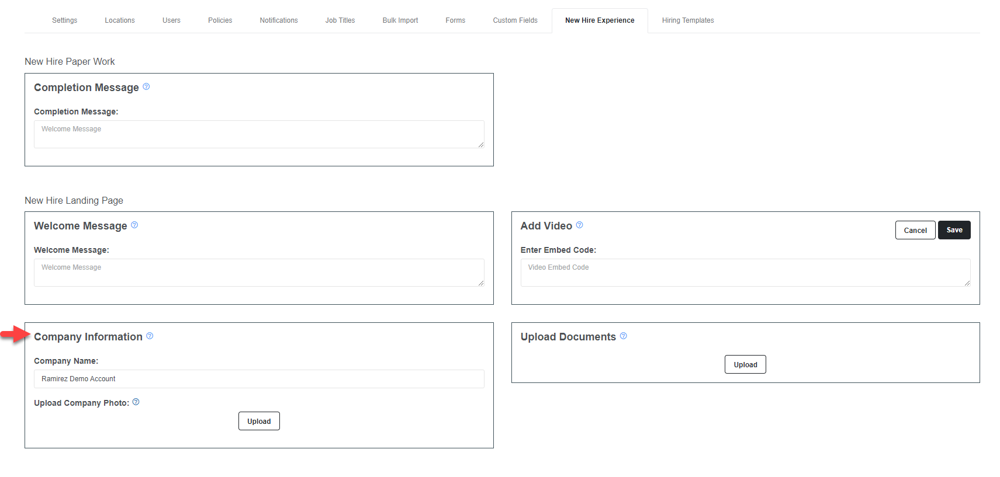 Settings Locations Users Policies Notifications Job Titles Bulk Import Forms Custom Fields New Hire Experience Hiring Templates
New Hire Paper Work
Completion Message
Completion Message:
Welcome Message
New Hire Landing Page
Welcome Message
Welcome Message:
Welcome Message
Add Video
Cancel Save
Enter Embed Code:
Video Embed Code
Company Information
Company Name:
Ramirez Demo Account
Upload Company Photo:
Upload
Upload Documents
Upload